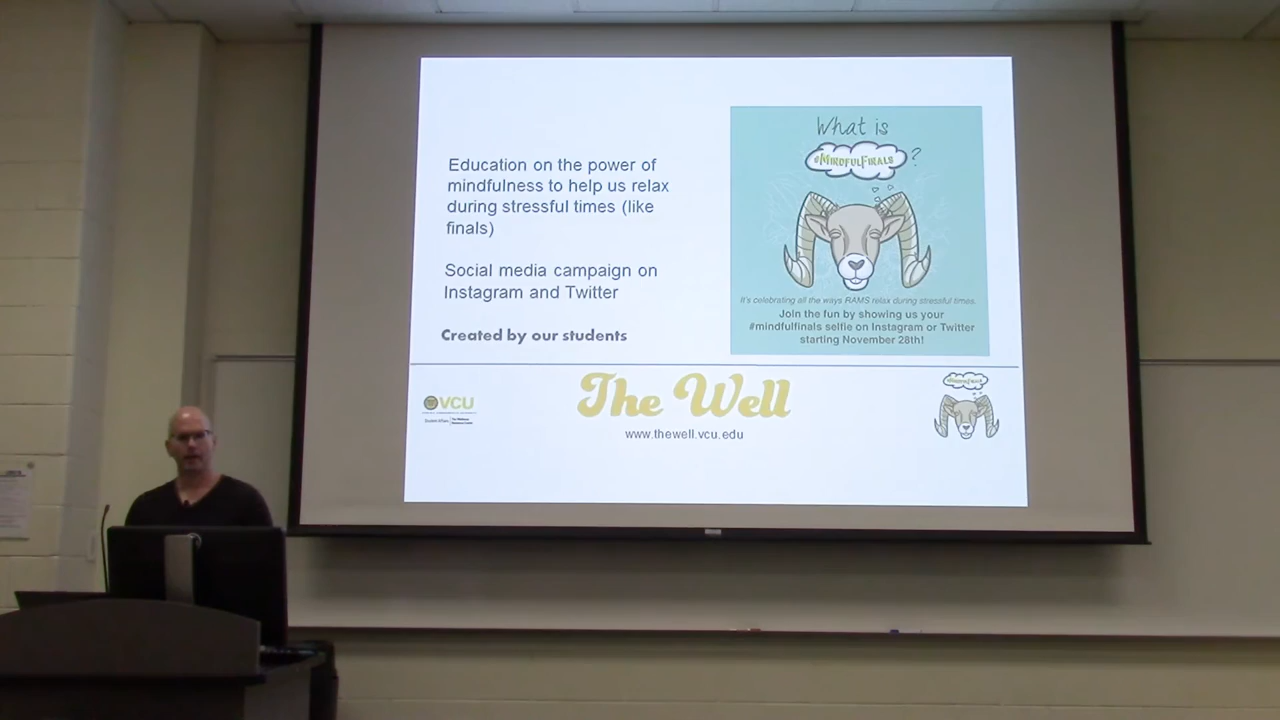 Education on the power of
mindfulness to help us relax
during stressful times (like
finals)
Social media campaign on
Instagram and Twitter
Created by our students
What is
#MINDFULFINALS
?
It's celebrating all the ways RAMS relax during stressful times.
Join the fun by showing us your
#mindfulfinals selfie on Instagram or Twitter
starting November 28th!
VCU
The Well
www.thewell.vcu.edu